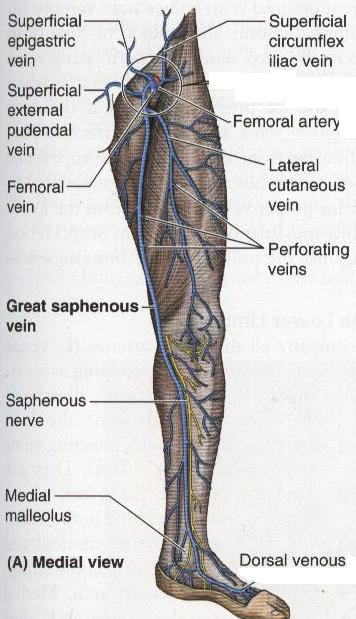 Superficial
epigastric
vein
Superficial
circumflex
iliac vein
Superficial
external
pudendal
vein
Femoral artery
Lateral
cutaneous
vein
Femoral
vein
Perforating
veins
Great saphenous
vein
Saphenous
nerve
Medial
malleolus
(A) Medial view
Dorsal venous